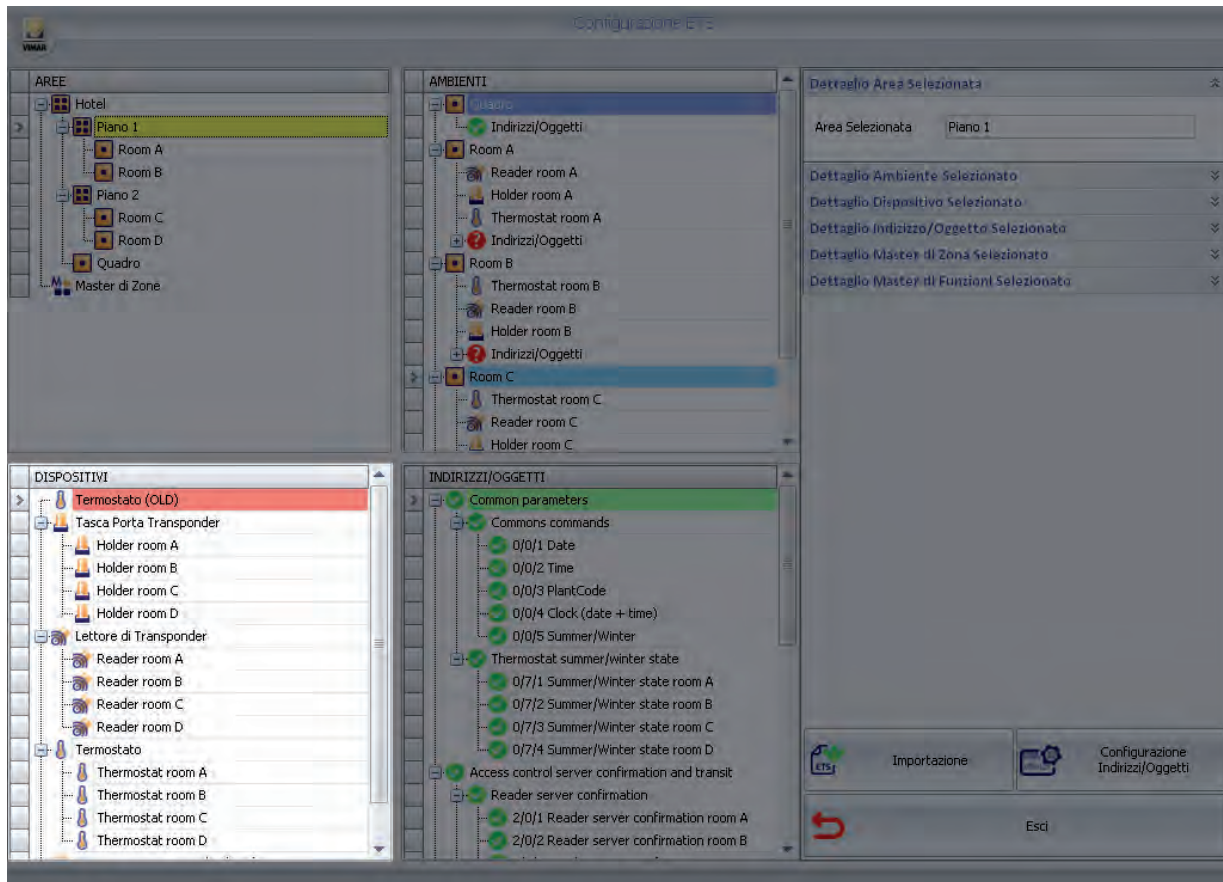 Configurazione ETS
VIMAR
AREE
Hotel
Piano 1
Room A
Room B
Piano 2
Room C
Room D
Quadro
Master di Zone
AMBIENTI
Quadro
Indirizzi/Oggetti
Room A
Reader room A
Holder room A
Thermostat room A
Indirizzi/Oggetti
Room B
Thermostat room B
Reader room B
Holder room B
Indirizzi/Oggetti
Room C
Thermostat room C
Reader room C
Holder room C
Dettaglio Area Selezionata
Area Selezionata Piano 1
Dettaglio Ambiente Selezionato
Dettaglio Dispositivo Selezionato
Dettaglio Indizizzo/Oggetto Selezionato
Dettaglio Master di Zona Selezionato
Dettaglio Master di Funzioni Selezionato
DISPOSITIVI
Termostato (OLD)
Tasca Porta Transponder
Holder room A
Holder room B
Holder room C
Holder room D
Lettore di Transponder
Reader room A
Reader room B
Reader room C
Reader room D
Termostato
Thermostat room A
Thermostat room B
Thermostat room C
Thermostat room D
INDIRIZZI/OGGETTI
Common parameters
Commons commands
0/0/1 Date
0/0/2 Time
0/0/3 PlantCode
0/0/4 Clock (date + time)
0/0/5 Summer/Winter
Thermostat summer/winter state
0/7/1 Summer/Winter state room A
0/7/2 Summer/Winter state room B
0/7/3 Summer/Winter state room C
0/7/4 Summer/Winter state room D
Access control server confirmation and transit
Reader server confirmation
2/0/1 Reader server confirmation room A
2/0/2 Reader server confirmation room B
ETS
Importazione
Configurazione
Indirizzi/Oggetti
Esci